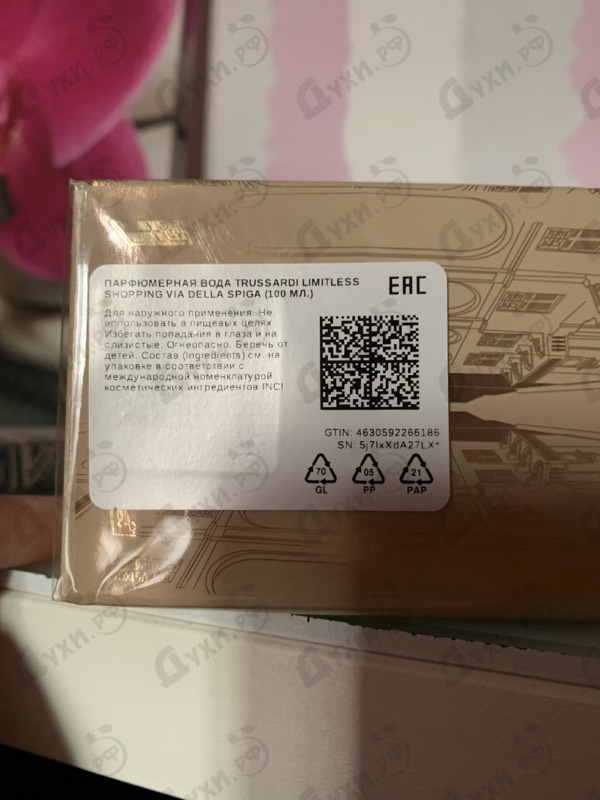 ПАРФЮМЕРНАЯ ВОДА TRUSSARDI LIMITLESS
SHOPPING VIA DELLA SPIGA (100 МЛ.)
EAC
Для наружного применения. Не
использовать в пищевых целях.
Избегать попадания в глаза и на
слизистые. Огнеопасно. Беречь от
детей. Состав (Ingredients) см. на
упаковке в соответствии с
международной номенклатурой
косметических ингредиентов INCI
GTIN: 4630592266186
SN: 5j7IxXdA27LX*
70 05 21
GL PP PAP
Духи.РФ